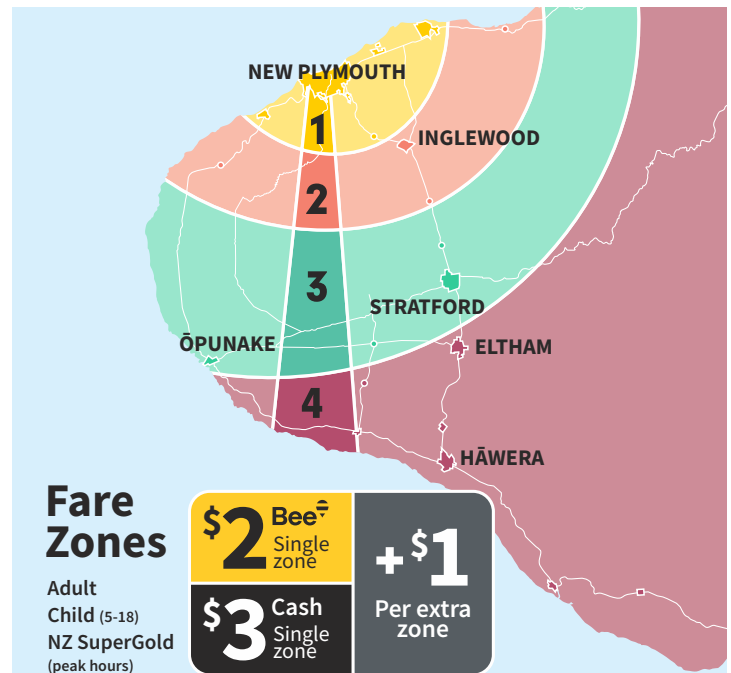 NEW PLYMOUTH
1
INGLEWOOD
2
3
STRATFORD
ŌPUNAKE
ELTHAM
4
HĀWERA
Fare
Zones
Adult
Child (5-18)
NZ SuperGold
(peak hours)
$2 Bee
Single
zone
$3 Cash
Single
zone
+$1
Per extra
zone